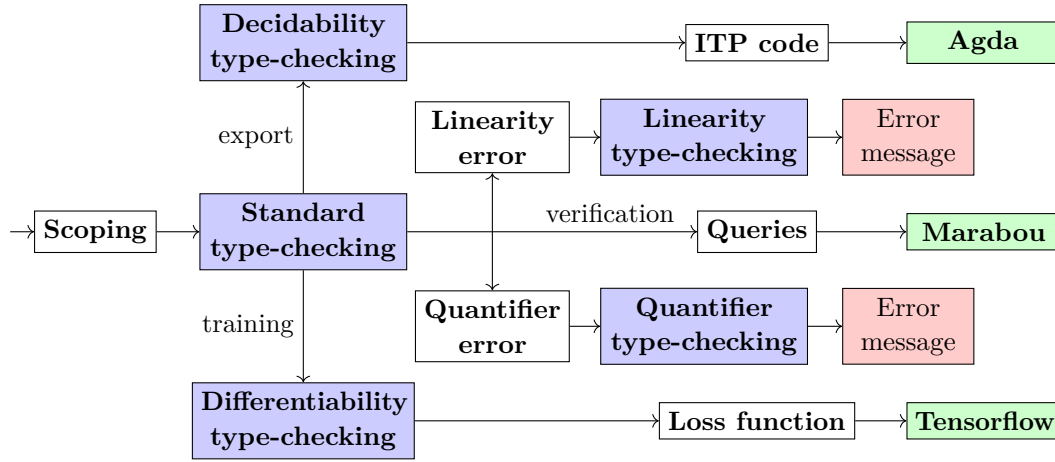 Decidability
type-checking
ITP code
Agda
export
Linearity
error
Linearity
type-checking
Error
message
Scoping
Standard
type-checking
verification
Queries
Marabou
training
Quantifier
error
Quantifier
type-checking
Error
message
Differentiability
type-checking
Loss function
Tensorflow